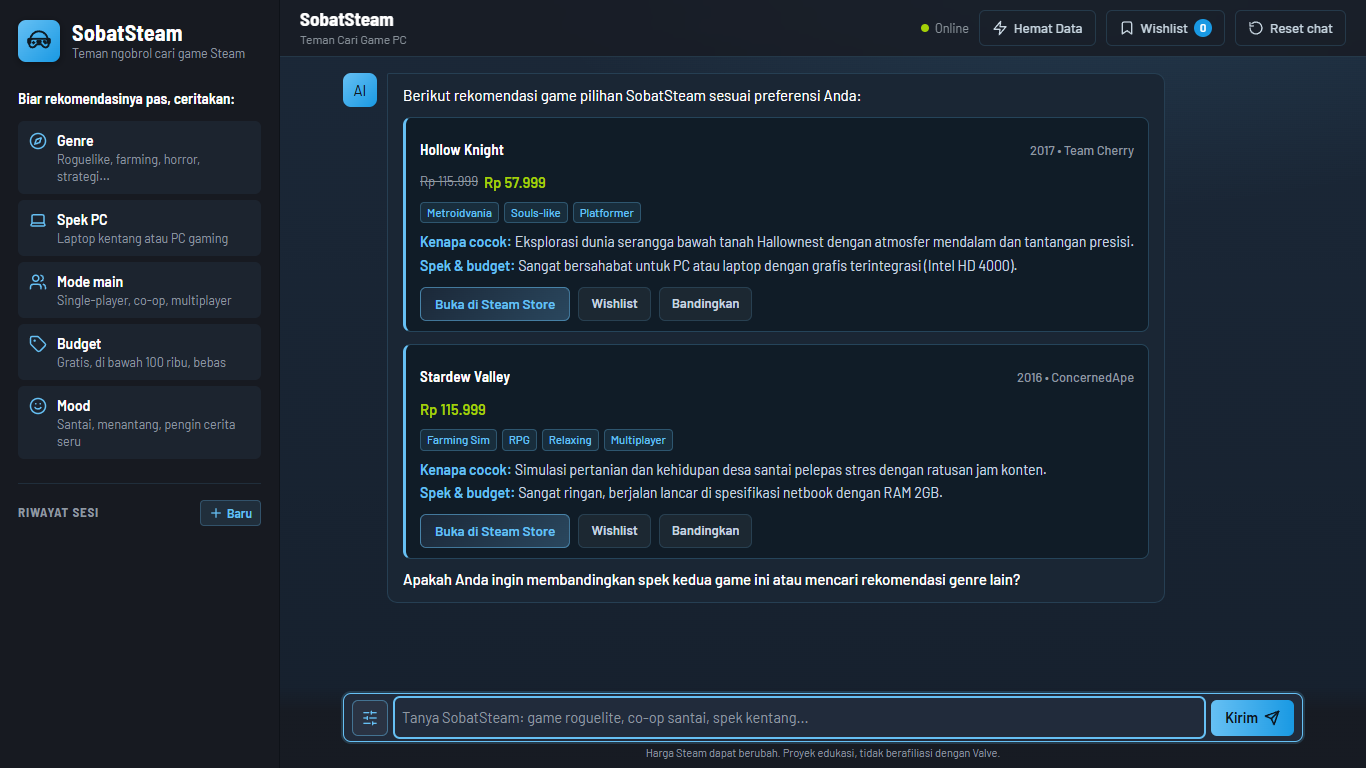 SobatSteam
Teman ngobrol cari game Steam
Biar rekomendasinya pas, ceritakan:
Genre
Roguelike, farming, horror,
strategi...
Spek PC
Laptop kentang atau PC gaming
Mode main
Single-player, co-op, multiplayer
Budget
Gratis, di bawah 100 ribu, bebas
Mood
Santai, menantang, pengin cerita
seru
RIWAYAT SESI
+ Baru
SobatSteam
Teman Cari Game PC
Online
Hemat Data
Wishlist 0
Reset chat
AI
Berikut rekomendasi game pilihan SobatSteam sesuai preferensi Anda:
Hollow Knight
2017 • Team Cherry
Rp 115.999 Rp 57.999
Metroidvania Souls-like Platformer
Kenapa cocok: Eksplorasi dunia serangga bawah tanah Hallownest dengan atmosfer mendalam dan tantangan presisi.
Spek & budget: Sangat bersahabat untuk PC atau laptop dengan grafis terintegrasi (Intel HD 4000).
Buka di Steam Store Wishlist Bandingkan
Stardew Valley
2016 • ConcernedApe
Rp 115.999
Farming Sim RPG Relaxing Multiplayer
Kenapa cocok: Simulasi pertanian dan kehidupan desa santai pelepas stres dengan ratusan jam konten.
Spek & budget: Sangat ringan, berjalan lancar di spesifikasi netbook dengan RAM 2GB.
Buka di Steam Store Wishlist Bandingkan
Apakah Anda ingin membandingkan spek kedua game ini atau mencari rekomendasi genre lain?
Tanya SobatSteam: game roguelite, co-op santai, spek kentang...
Kirim
Harga Steam dapat berubah. Proyek edukasi, tidak berafiliasi dengan Valve.